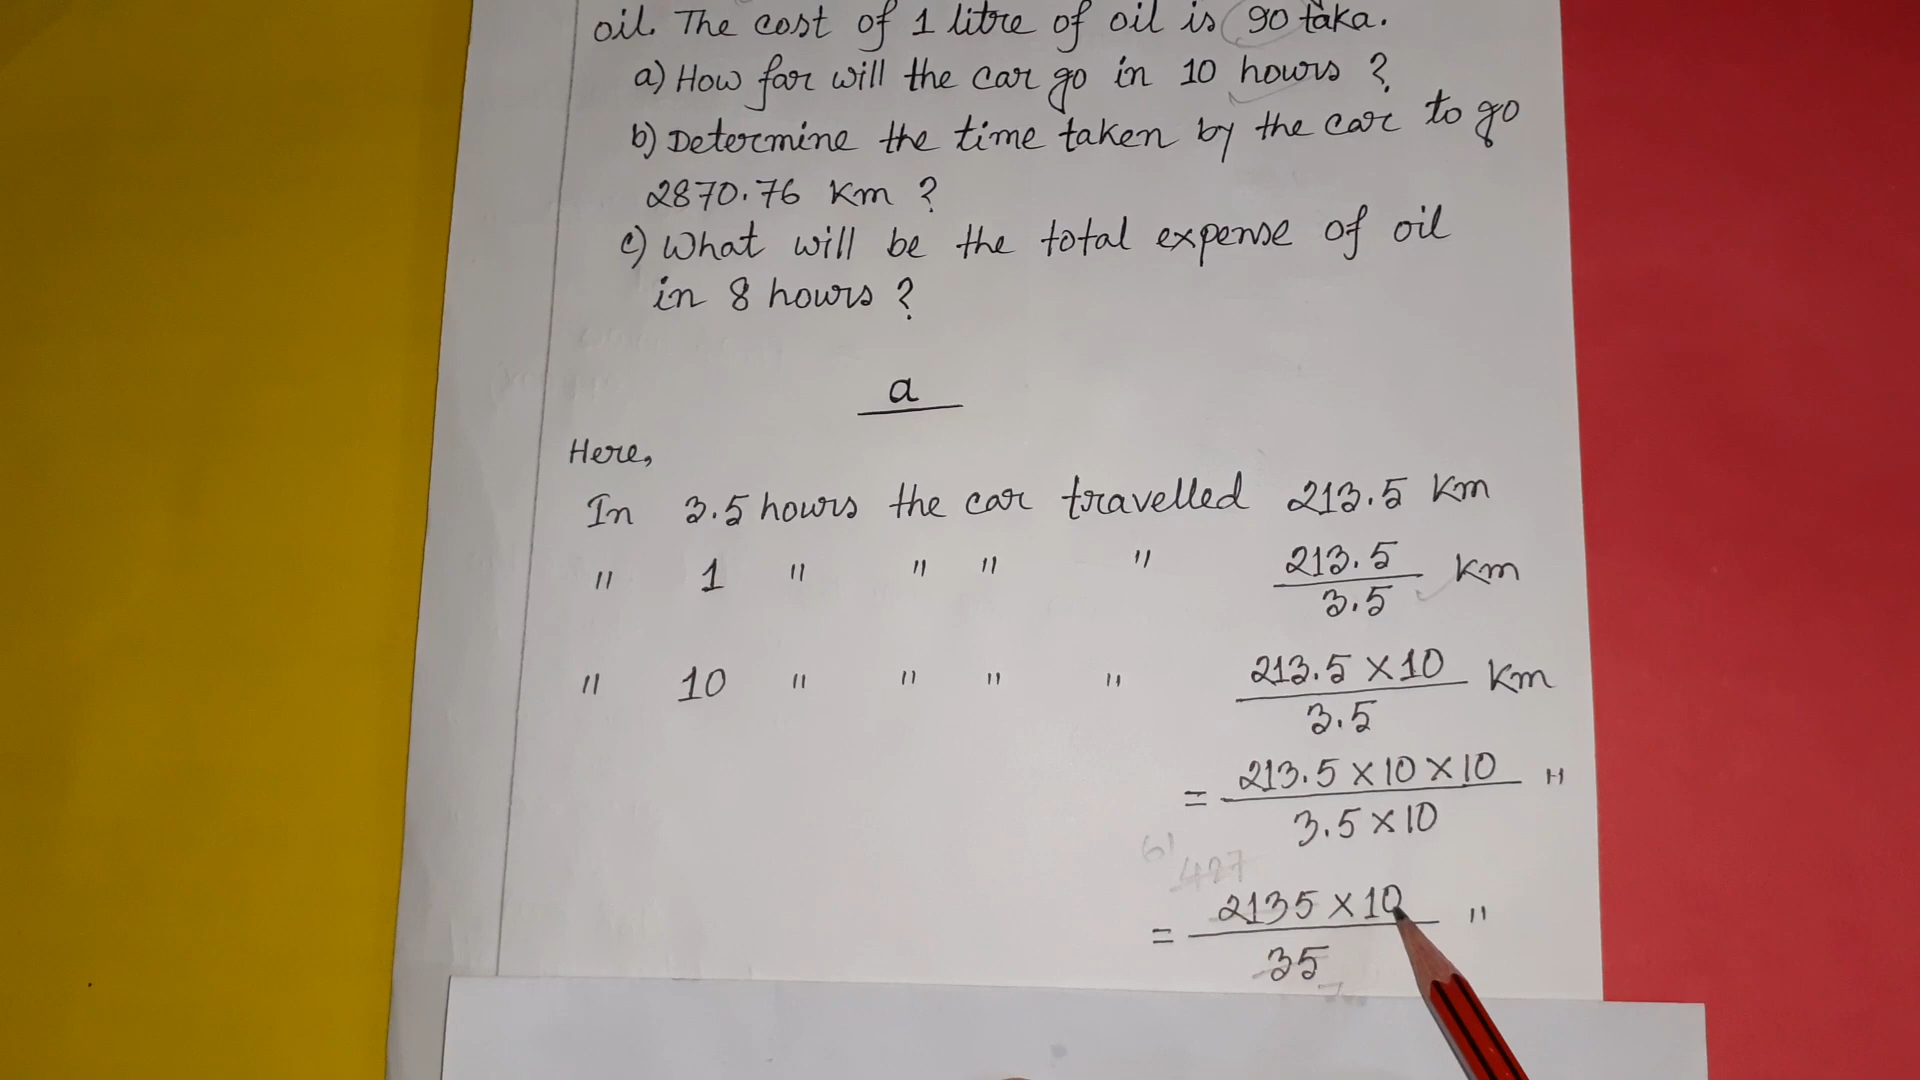 oil. The cost of 1 litre of oil is 90 taka.
a) How far will the car go in 10 hours ?
b) Determine the time taken by the car to go
2870.76 Km ?
c) What will be the total expense of oil
in 8 hours ?
a
Here,
In 3.5 hours the car travelled 213.5 Km
" 1 " " " " 213.5 / 3.5 Km
" 10 " " " " 213.5 × 10 / 3.5 Km
= 213.5 × 10 × 10 / 3.5 × 10 "
61
427
= 2135 × 10 / 35 "